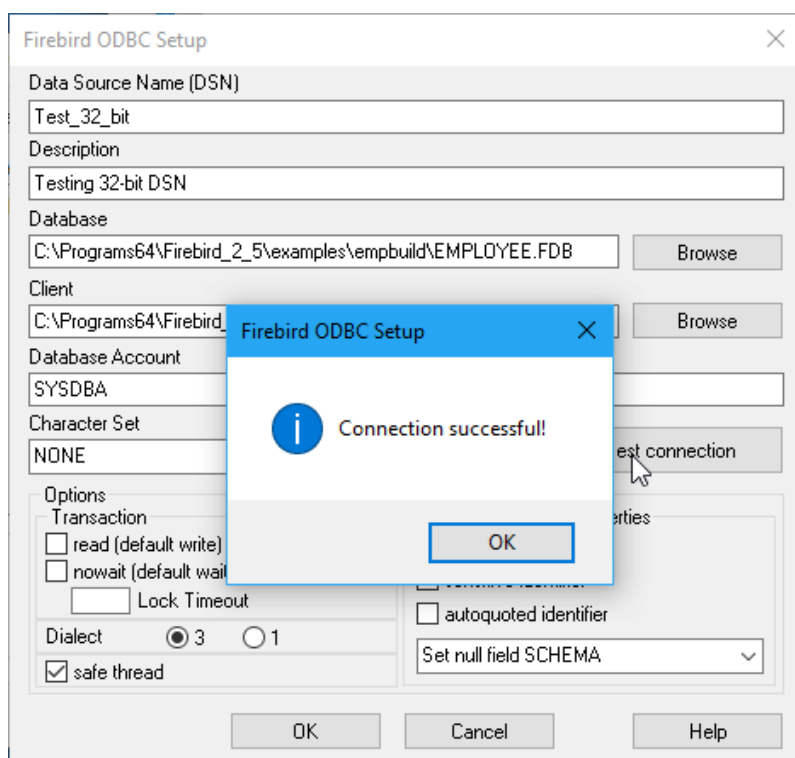 Firebird ODBC Setup
Data Source Name (DSN)
Test_32_bit
Description
Testing 32-bit DSN
Database
C:\Programs64\Firebird_2_5\examples\empbuild\EMPLOYEE.FDB
Browse
Client
C:\Programs64\Firebird_
Browse
Database Account
SYSDBA
Character Set
NONE
connection
Firebird ODBC Setup
Connection successful!
OK
Options
Transaction
read (default write)
nowait (default
Lock Timeout
Dialect
3
1
safe thread
autoquoted identifier
Set null field SCHEMA
OK
Cancel
Help